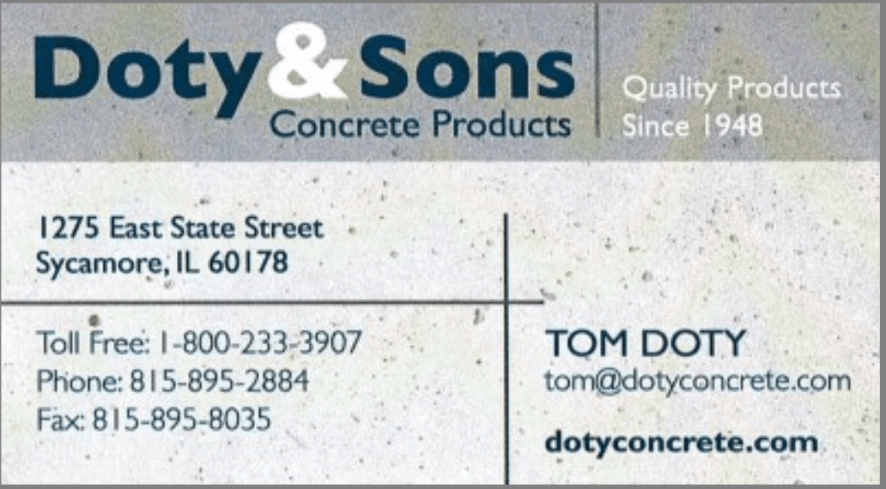 Doty & Sons
Concrete Products
Quality Products
Since 1948
1275 East State Street
Sycamore, IL 60178
Toll Free: 1-800-233-3907
Phone: 815-895-2884
Fax: 815-895-8035
TOM DOTY
tom@dotyconcrete.com
dotyconcrete.com